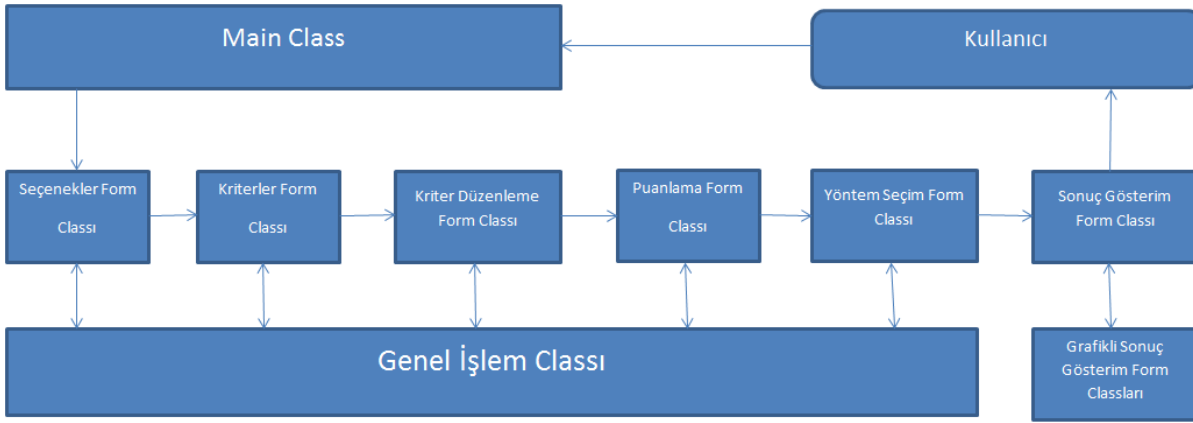 Main Class
Kullanıcı
Seçenekler Form
Classı
Kriterler Form
Classı
Kriter Düzenleme
Form Classı
Puanlama Form
Classı
Yöntem Seçim Form
Classı
Sonuç Gösterim
Form Classı
Genel İşlem Classı
Grafikli Sonuç
Gösterim Form
Classları